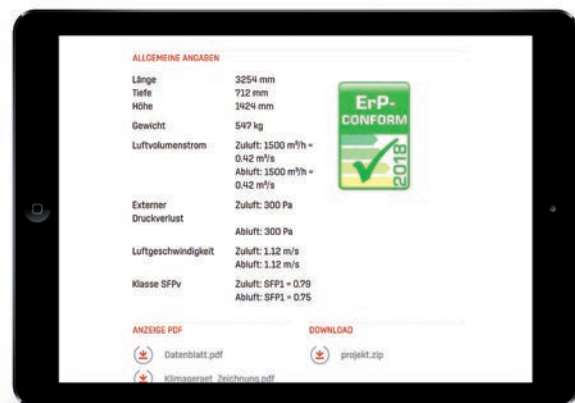 ALLGEMEINE ANGABEN
Länge 3254 mm
Tiefe 712 mm
Höhe 1424 mm
Gewicht 547 kg
Luftvolumenstrom Zuluft: 1500 m³/h =
0.42 m³/s
Abluft: 1500 m³/h =
0.42 m³/s
Externer Zuluft: 300 Pa
Druckverlust
Abluft: 300 Pa
Luftgeschwindigkeit Zuluft: 1.12 m/s
Abluft: 1.12 m/s
Klasse SFPv Zuluft: SFP1 = 0.79
Abluft: SFP1 = 0.75
ErP-
CONFORM
2018
ANZEIGE PDF DOWNLOAD
Datenblatt.pdf projekt.zip
Klimageraet_Zeichnung.pdf